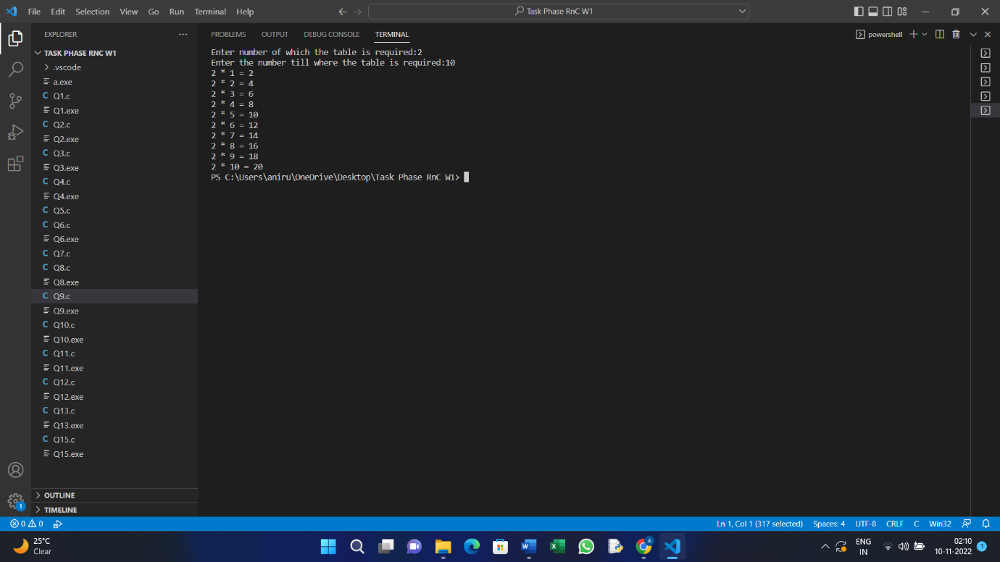 File Edit Selection View Go Run Terminal Help
Task Phase RnC W1
EXPLORER
TASK PHASE RNC W1
.vscode
a.exe
C Q1.c
Q1.exe
C Q2.c
Q2.exe
C Q3.c
Q3.exe
C Q4.c
Q4.exe
C Q5.c
C Q6.c
Q6.exe
C Q7.c
C Q8.c
Q8.exe
C Q9.c
Q9.exe
C Q10.c
Q10.exe
C Q11.c
Q11.exe
C Q12.c
Q12.exe
C Q13.c
Q13.exe
C Q15.c
Q15.exe
OUTLINE
TIMELINE
PROBLEMS OUTPUT DEBUG CONSOLE TERMINAL
powershell
Enter number of which the table is required:2
Enter the number till where the table is required:10
2 * 1 = 2
2 * 2 = 4
2 * 3 = 6
2 * 4 = 8
2 * 5 = 10
2 * 6 = 12
2 * 7 = 14
2 * 8 = 16
2 * 9 = 18
2 * 10 = 20
PS C:\Users\aniru\OneDrive\Desktop\Task Phase RnC W1>
1
0 0
Ln 1, Col 1 (317 selected) Spaces: 4 UTF-8 CRLF C Win32
25°C
Clear
W
X
A
ENG
IN
02:10
10-11-2022
1